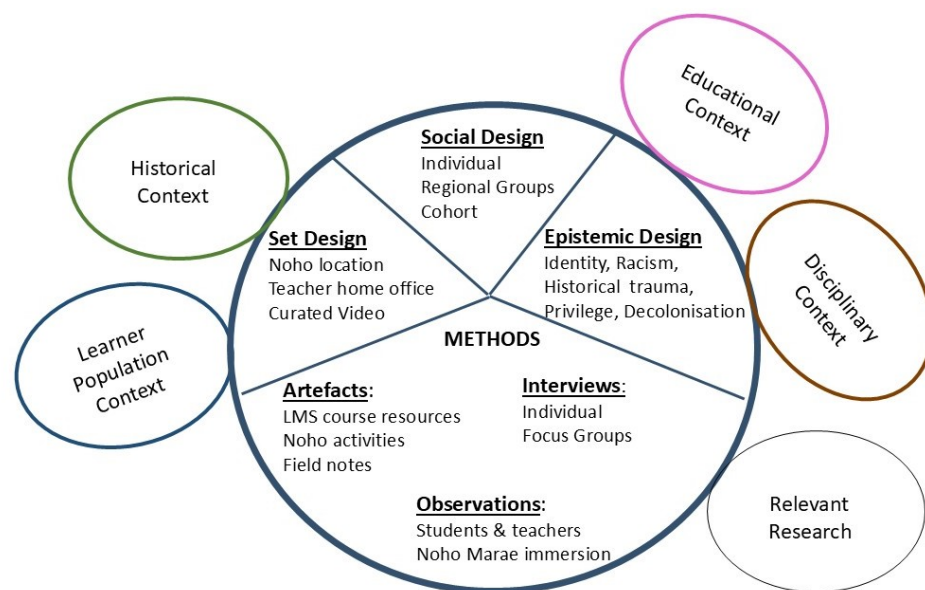 Historical
Context
Learner
Population
Context
Social Design
Individual
Regional Groups
Cohort
Set Design
Noho location
Teacher home office
Curated Video
Epistemic Design
Identity, Racism,
Historical trauma,
Privilege, Decolonisation
METHODS
Artefacts:
LMS course resources
Noho activities
Field notes
Interviews:
Individual
Focus Groups
Observations:
Students & teachers
Noho Marae immersion
Educational
Context
Disciplinary
Context
Relevant
Research